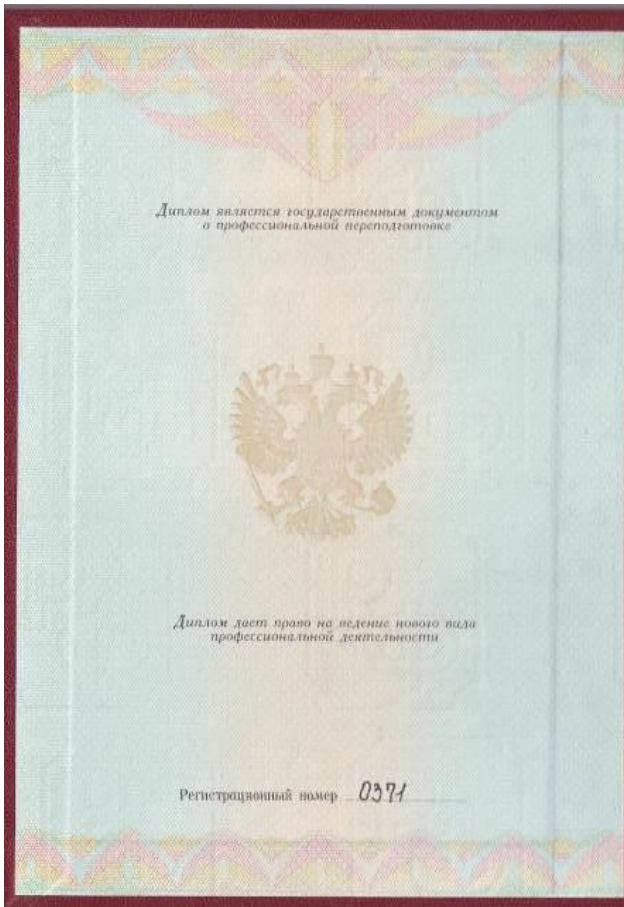 Диплом является государственным документом
о профессиональной переподготовке
Диплом дает право на ведение нового вида
профессиональной деятельности
Регистрационный номер 0371